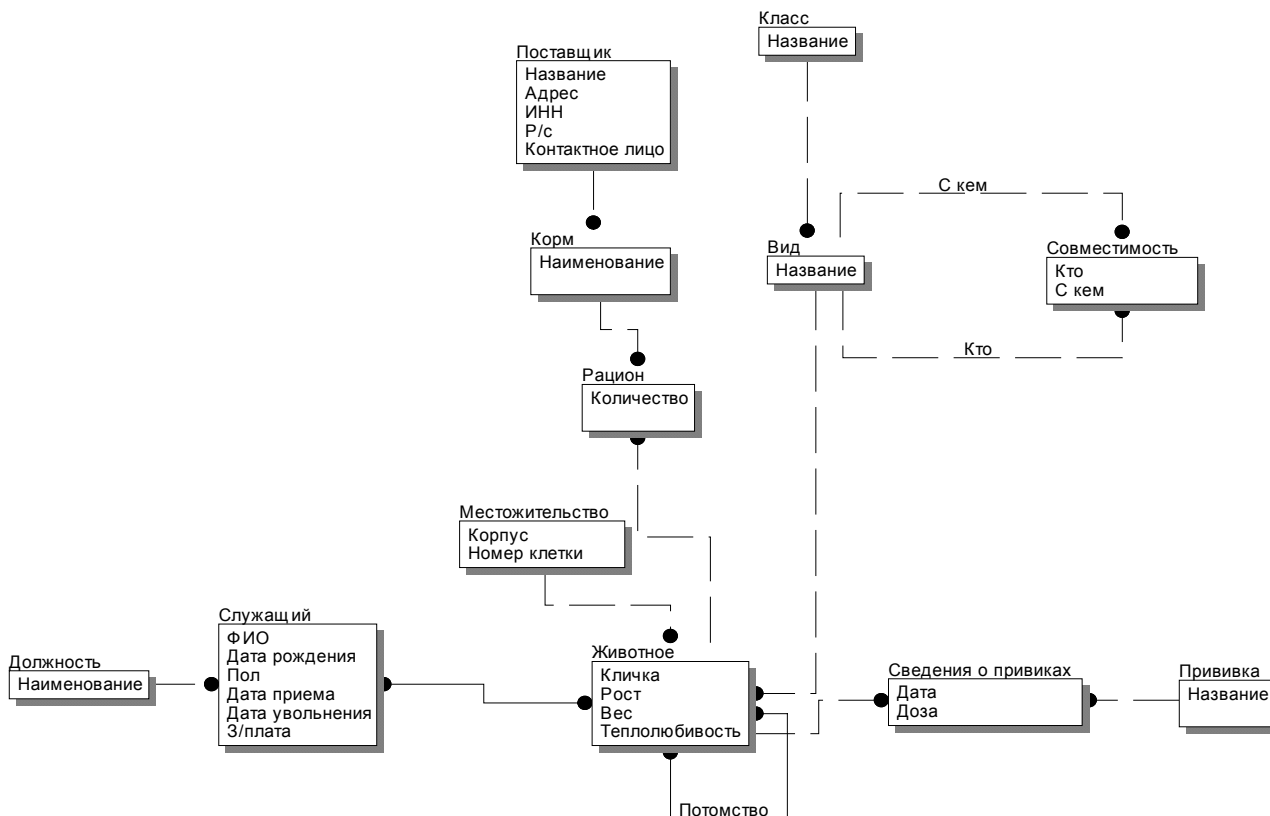 Класс
Название
Поставщик
Название
Адрес
ИНН
Р/с
Контактное лицо
С кем
Корм
Наименование
Вид
Название
Совместимость
Кто
С кем
Кто
Рацион
Количество
Местожительство
Корпус
Номер клетки
Служащий
ФИО
Дата рождения
Пол
Дата приема
Дата увольнения
З/плата
Должность
Наименование
Животное
Кличка
Рост
Вес
Теплолюбивость
Сведения о привиках
Дата
Доза
Прививка
Название
Потомство